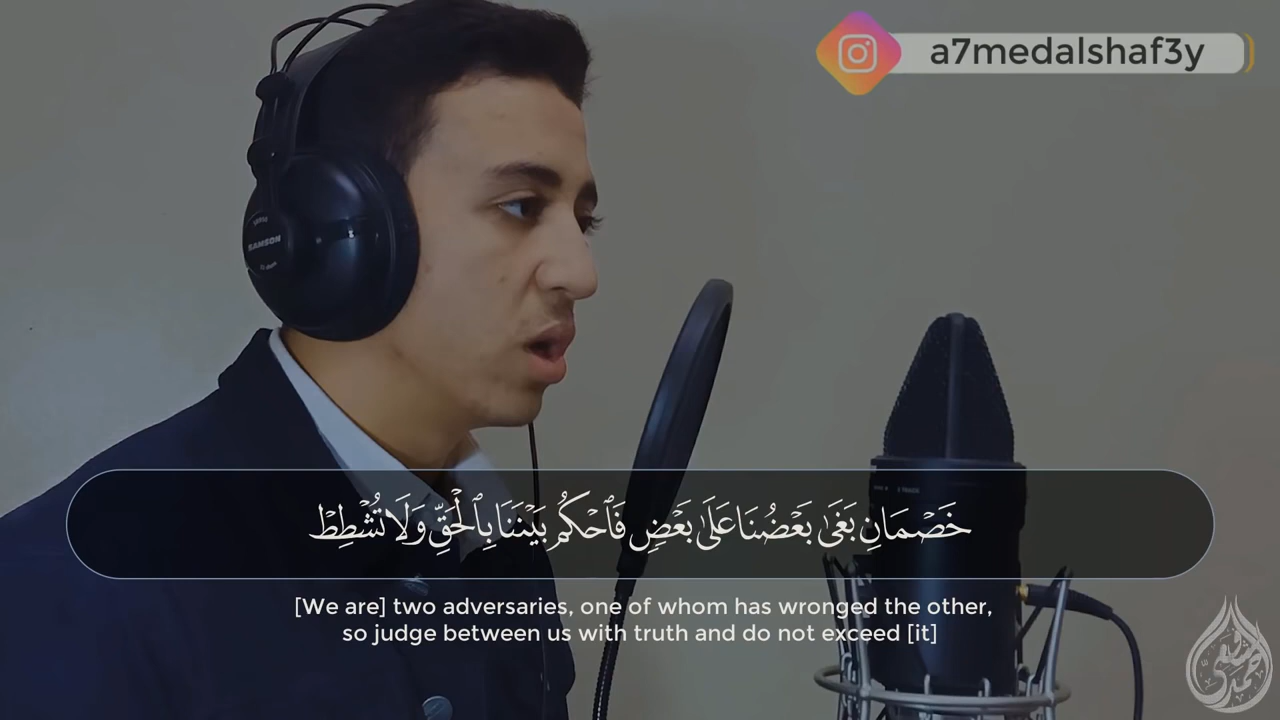 a7medalshaf3y
SAMSON
خَصْمَانِ بَغَىٰ بَعْضُنَا عَلَىٰ بَعْضٍ فَٱحْكُم بَيْنَنَا بِٱلْحَقِّ وَلَا تُشْطِطْ
[We are] two adversaries, one of whom has wronged the other,
so judge between us with truth and do not exceed [it]